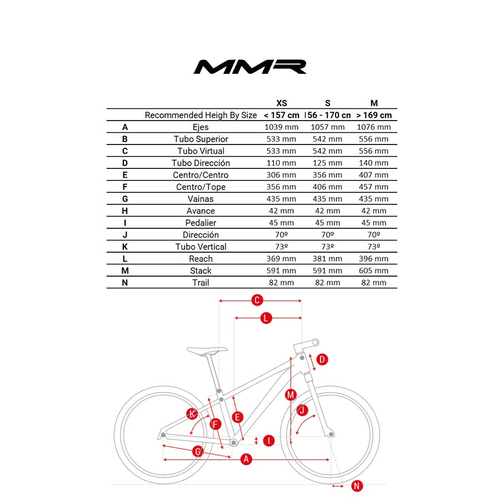 MMR
XS S M
Recommended Heigh By Size < 157 cm 156 - 170 cn > 169 cm
A Ejes 1039 mm 1057 mm 1076 mm
B Tubo Superior 533 mm 542 mm 556 mm
C Tubo Virtual 533 mm 542 mm 556 mm
D Tubo Dirección 110 mm 125 mm 140 mm
E Centro/Centro 306 mm 356 mm 407 mm
F Centro/Tope 356 mm 406 mm 457 mm
G Vainas 435 mm 435 mm 435 mm
H Avance 42 mm 42 mm 42 mm
I Pedalier 45 mm 45 mm 45 mm
J Dirección 70º 70º 70º
K Tubo Vertical 73º 73º 73º
L Reach 369 mm 381 mm 396 mm
M Stack 591 mm 591 mm 605 mm
N Trail 82 mm 82 mm 82 mm
C
L
D
M
K
E
J
F
I
G
A
N